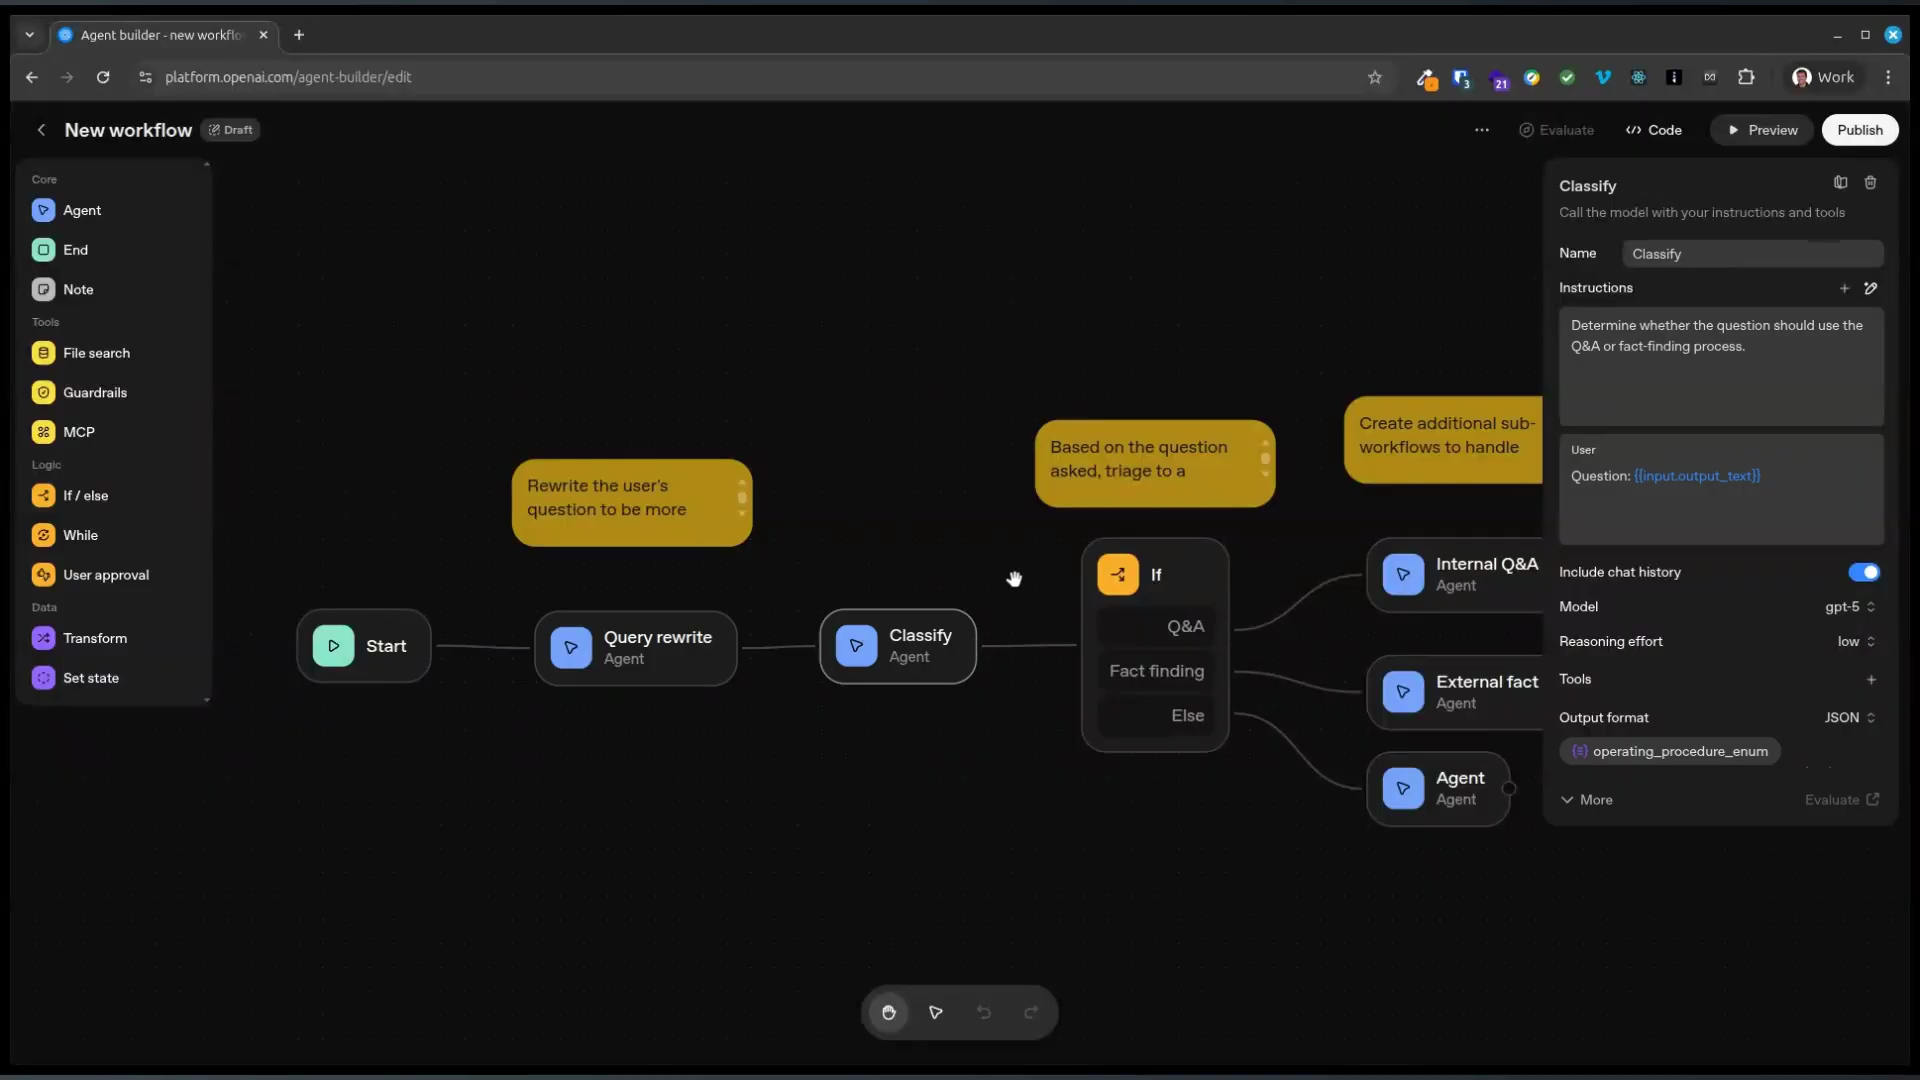 Agent builder - new workflo
platform.openai.com/agent-builder/edit
3
21
Work
New workflow
Draft
Evaluate
Code
Preview
Publish
Core
Agent
End
Note
Tools
File search
Guardrails
MCP
Logic
If / else
While
User approval
Data
Transform
Set state
Rewrite the user's
question to be more
Based on the question
asked, triage to a
Create additional sub-
workflows to handle
Start
Query rewrite
Agent
Classify
Agent
If
Q&A
Fact finding
Else
Internal Q&A
Agent
External fact
Agent
Agent
Agent
Classify
Call the model with your instructions and tools
Name
Classify
Instructions
Determine whether the question should use the
Q&A or fact-finding process.
User
Question: {{input.output_text}}
Include chat history
Model
gpt-5
Reasoning effort
low
Tools
Output format
JSON
operating_procedure_enum
More
Evaluate